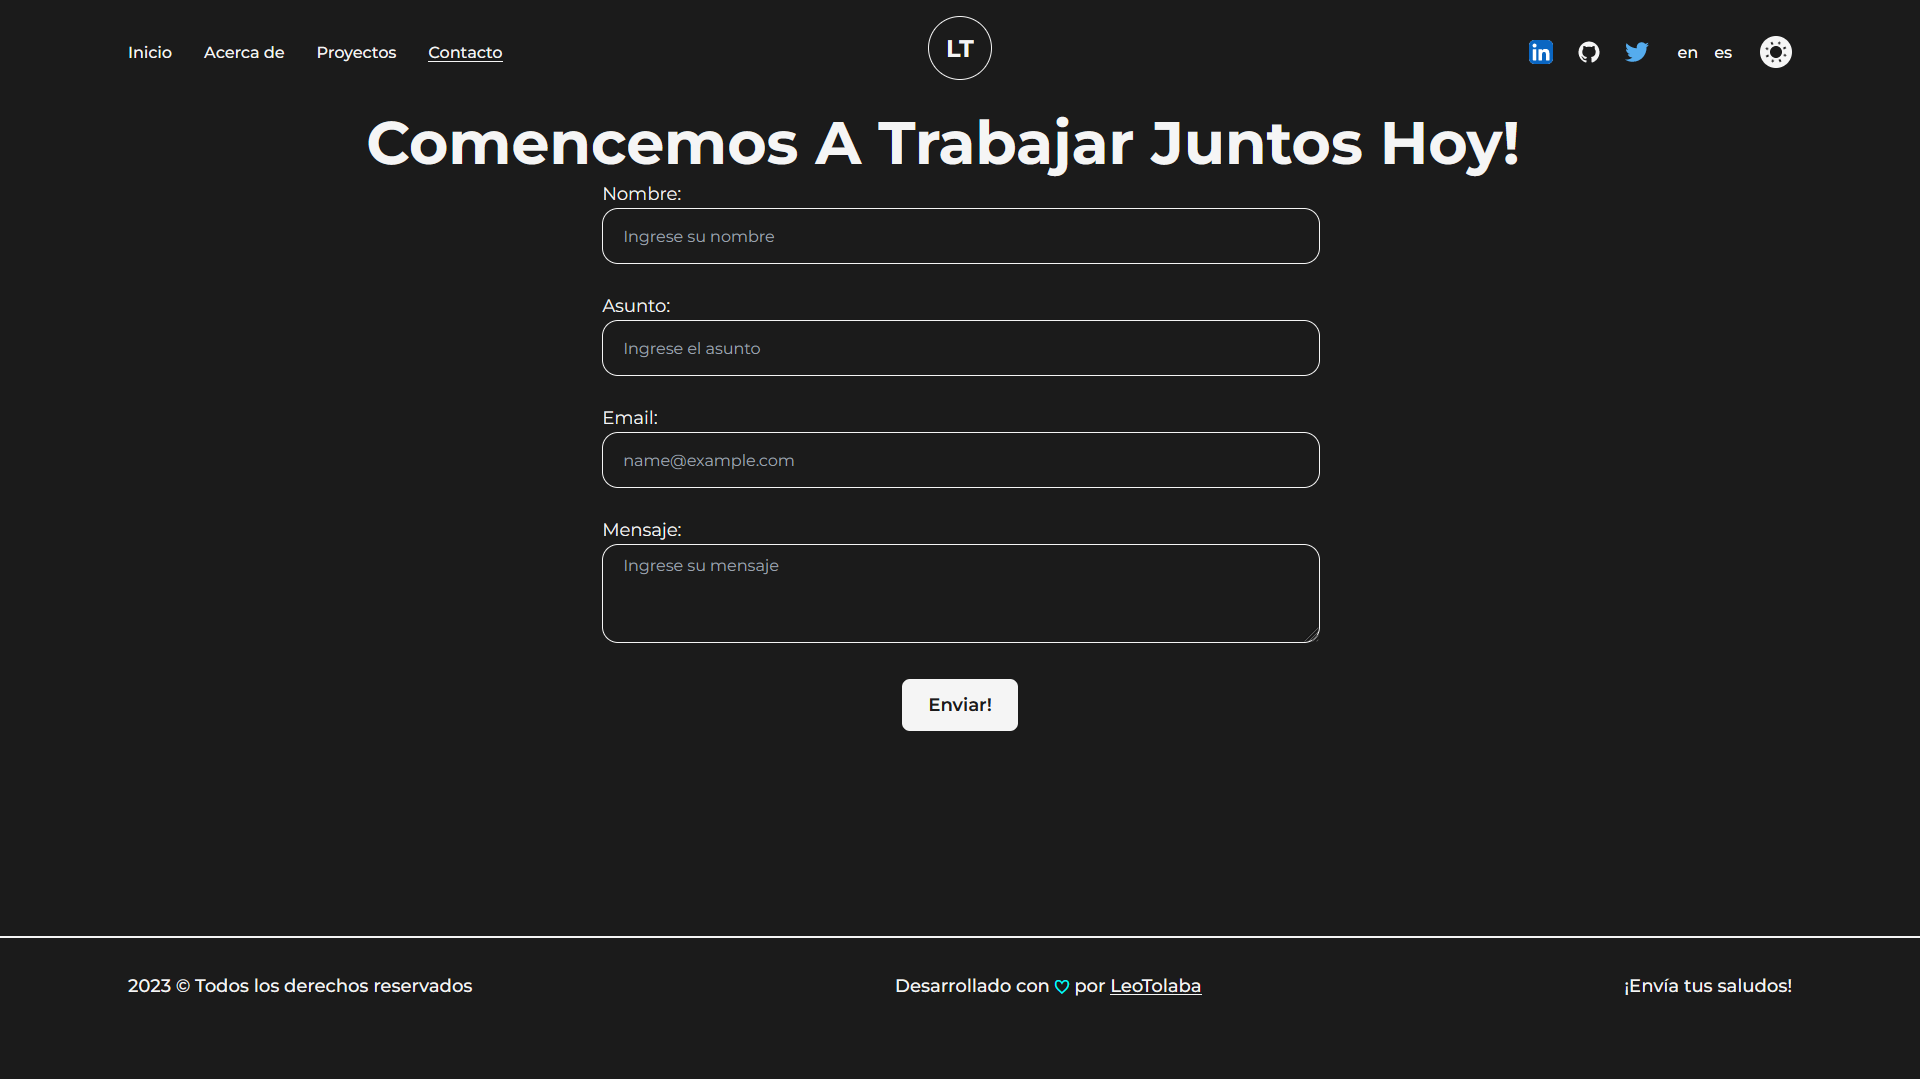 Inicio Acerca de Proyectos Contacto LT in en es
Comencemos A Trabajar Juntos Hoy!
Nombre:
Ingrese su nombre
Asunto:
Ingrese el asunto
Email:
name@example.com
Mensaje:
Ingrese su mensaje
Enviar!
2023 © Todos los derechos reservados Desarrollado con por LeoTolaba ¡Envía tus saludos!